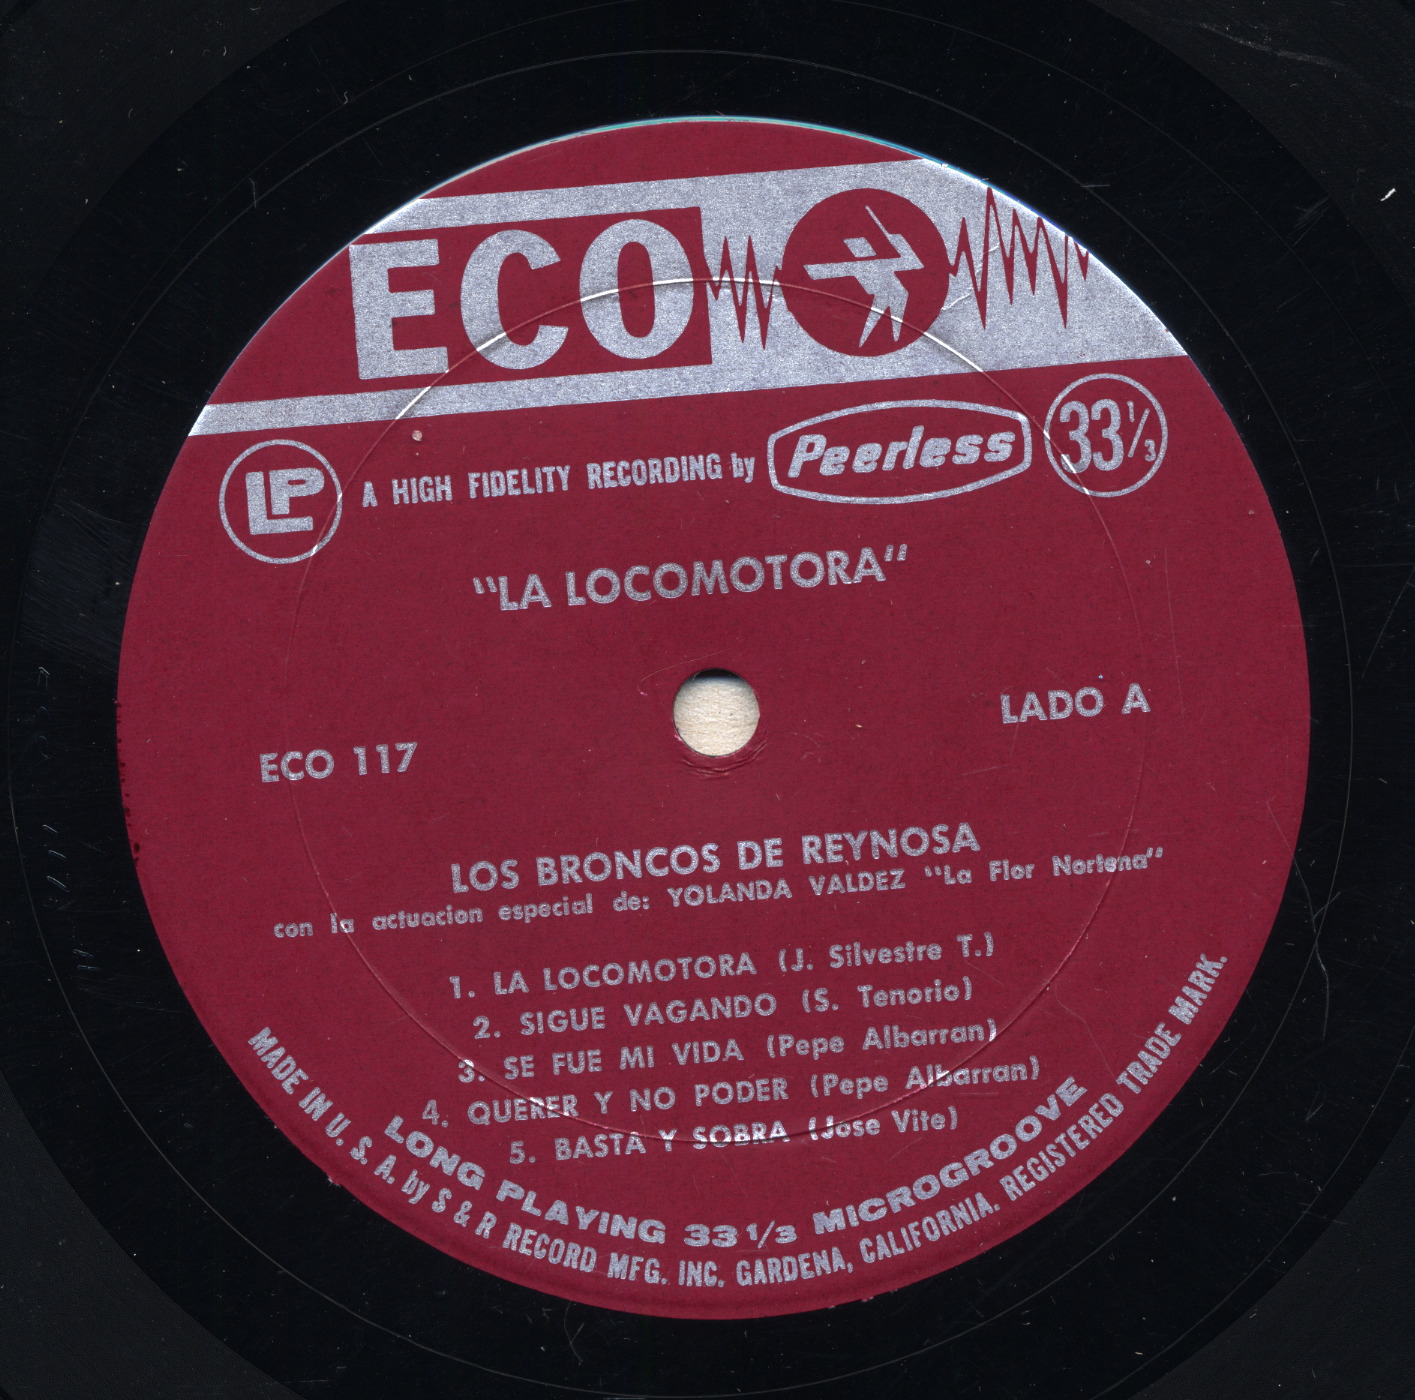 ECO
LP A HIGH FIDELITY RECORDING by Peerless 33 1/3
"LA LOCOMOTORA"
LADO A
ECO 117
LOS BRONCOS DE REYNOSA
con la actuacion especial de: YOLANDA VALDEZ "La Flor Nortena"
1. LA LOCOMOTORA (J. Silvestre T.)
2. SIGUE VAGANDO (S. Tenorio)
3. SE FUE MI VIDA (Pepe Albarran)
4. QUERER Y NO PODER (Pepe Albarran)
5. BASTA Y SOBRA (Jose Vite)
LONG PLAYING 33 1/3 MICROGROOVE
MADE IN U. S. A. by S & R RECORD MFG. INC. GARDENA, CALIFORNIA. REGISTERED TRADE MARK.